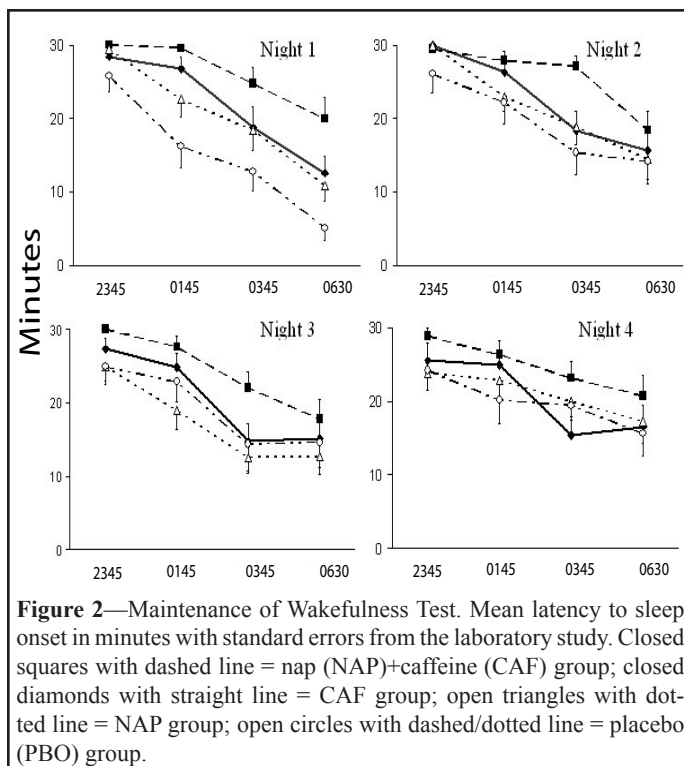 Night 1
Night 2
30
30
20
20
10
10
0
0
2345 0145 0345 0630
2345 0145 0345 0630
Minutes
Night 3
Night 4
30
30
20
20
10
10
0
0
2345 0145 0345 0630
2345 0145 0345 0630
Figure 2—Maintenance of Wakefulness Test. Mean latency to sleep
onset in minutes with standard errors from the laboratory study. Closed
squares with dashed line = nap (NAP)+caffeine (CAF) group; closed
diamonds with straight line = CAF group; open triangles with dot-
ted line = NAP group; open circles with dashed/dotted line = placebo
(PBO) group.